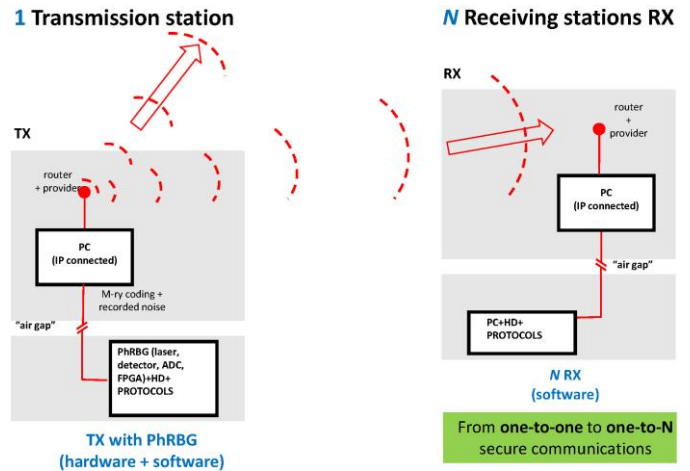 1 Transmission station
N Receiving stations RX
TX
router
+ provider
PC
(IP connected)
M-ry coding +
recorded noise
"air gap"
PhRBG (laser,
detector, ADC,
FPGA)+HD+
PROTOCOLS
TX with PhRBG
(hardware + software)
RX
router
+
provider
PC
(IP connected)
"air gap"
PC+HD+
PROTOCOLS
N RX
(software)
From one-to-one to one-to-N
secure communications